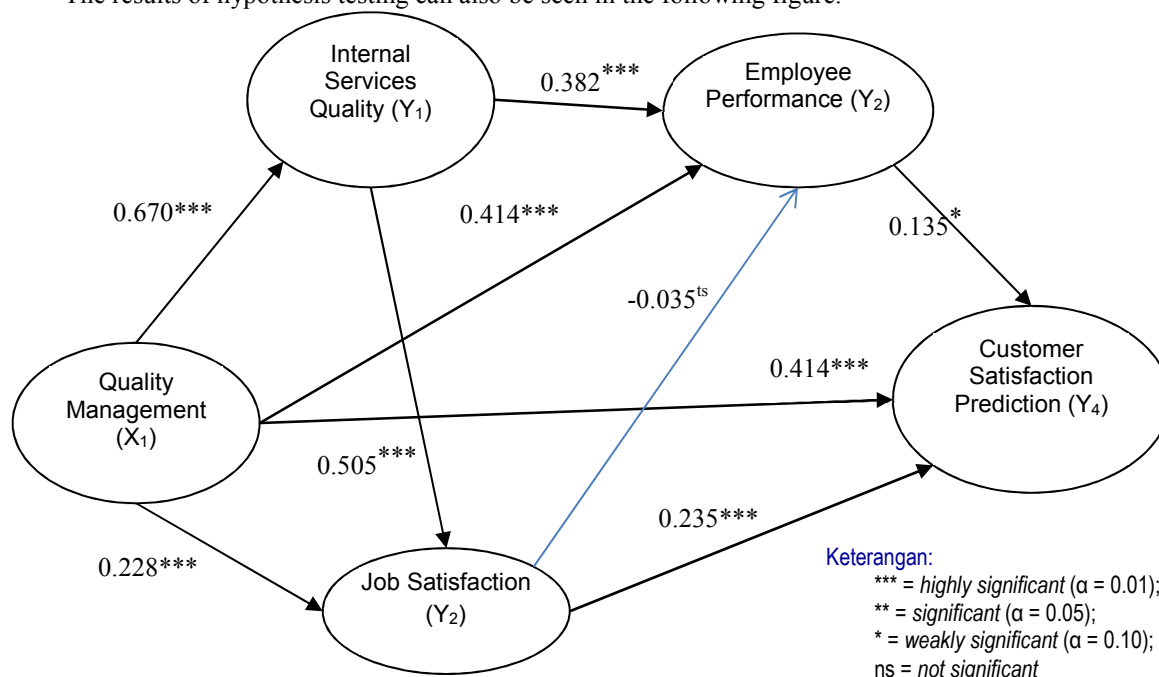 The results of hypothesis testing can also be seen in the following figure.
Internal
Services
Quality (Y₁)
0.382***
Employee
Performance (Y₂)
0.670***
0.414***
0.135*
-0.035ᵗˢ
Quality
Management
(X₁)
0.414***
Customer
Satisfaction
Prediction (Y₄)
0.505***
0.235***
0.228***
Job Satisfaction
(Y₂)
Keterangan:
*** = highly significant (α = 0.01);
** = significant (α = 0.05);
* = weakly significant (α = 0.10);
ns = not significant